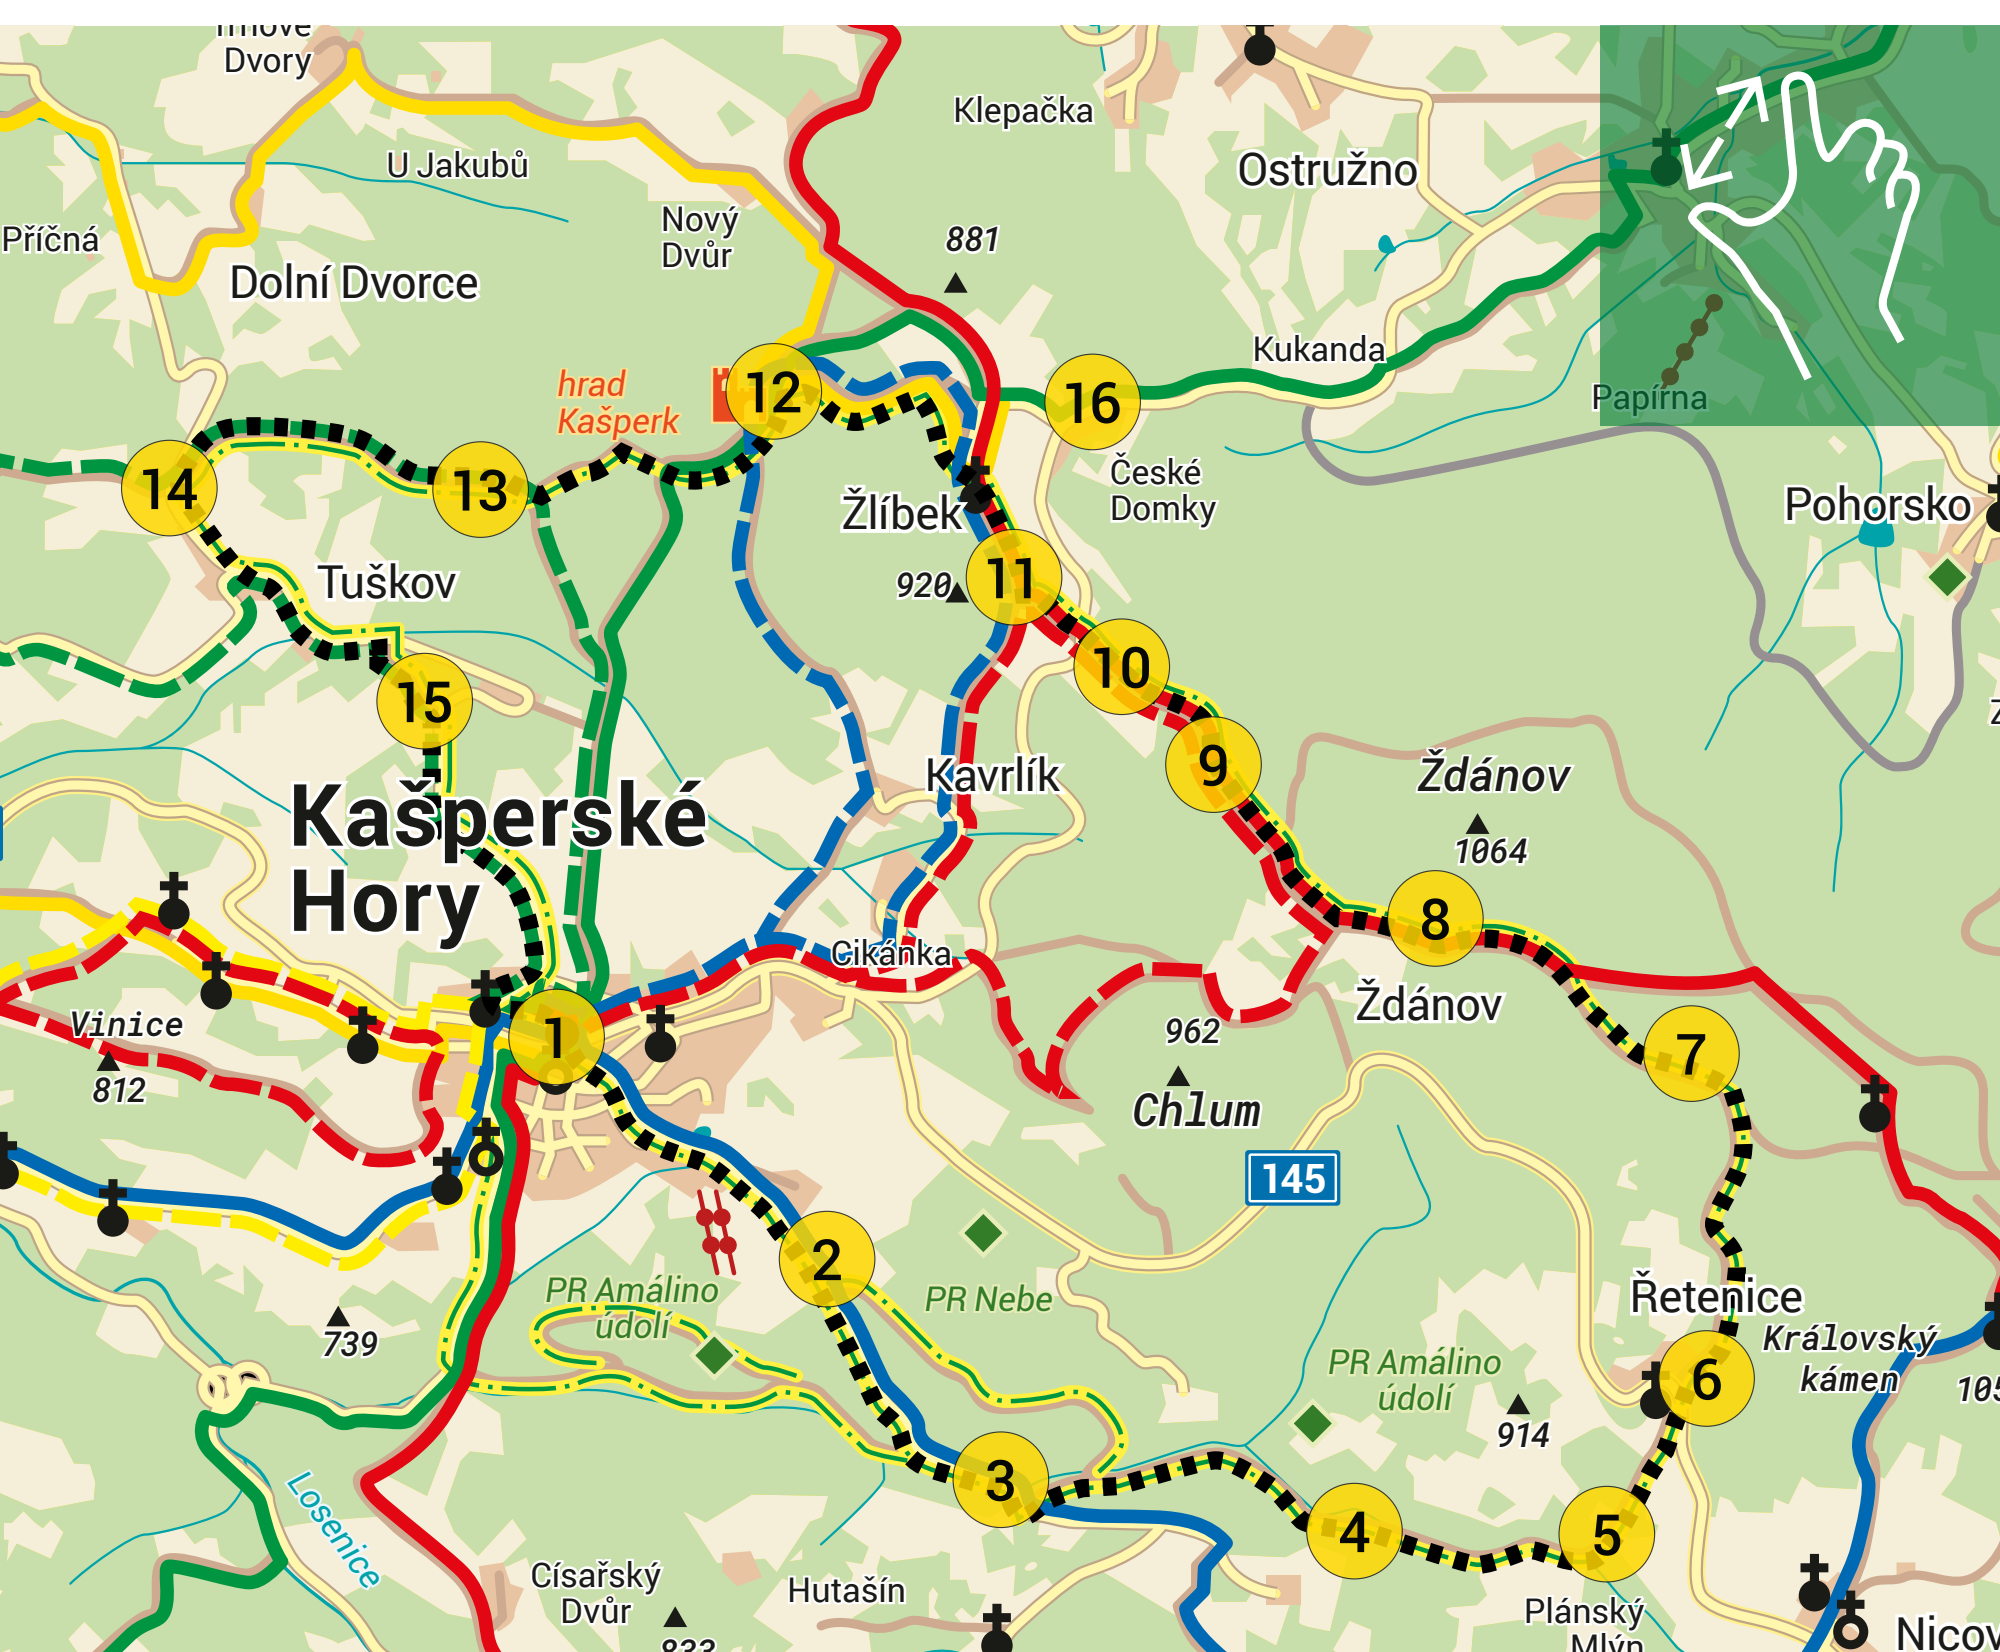 Dvory
Klepačka
U Jakubů
Ostružno
Příčná
Nový
Dvůr
881
Dolní Dvorce
Kukanda
hrad
Kašperk
12
16
Papírna
14
13
České
Domky
Žlíbek
Pohorsko
Tuškov
920
11
10
15
9
Kavrlík
Ždánov
1064
Kašperské
Hory
8
Cikánka
Ždánov
Vinice
812
1
962
7
Chlum
145
2
PR Amálino
údolí
PR Nebe
Řetenice
739
Královský
kámen
6
PR Amálino
údolí
914
3
4
5
Losenice
Císařský
Dvůr
Hutašín
833
Plánský
Mlýn